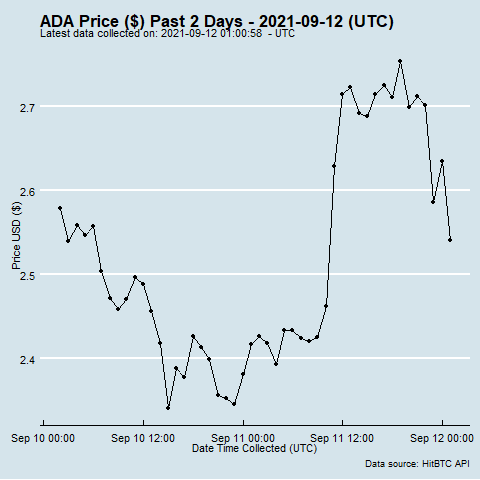 ADA Price ($) Past 2 Days - 2021-09-12 (UTC)
Latest data collected on: 2021-09-12 01:00:58 - UTC
2.7
2.6
2.5
2.4
Price USD ($)
Sep 10 00:00 Sep 10 12:00 Sep 11 00:00 Sep 11 12:00 Sep 12 00:00
Date Time Collected (UTC)
Data source: HitBTC API